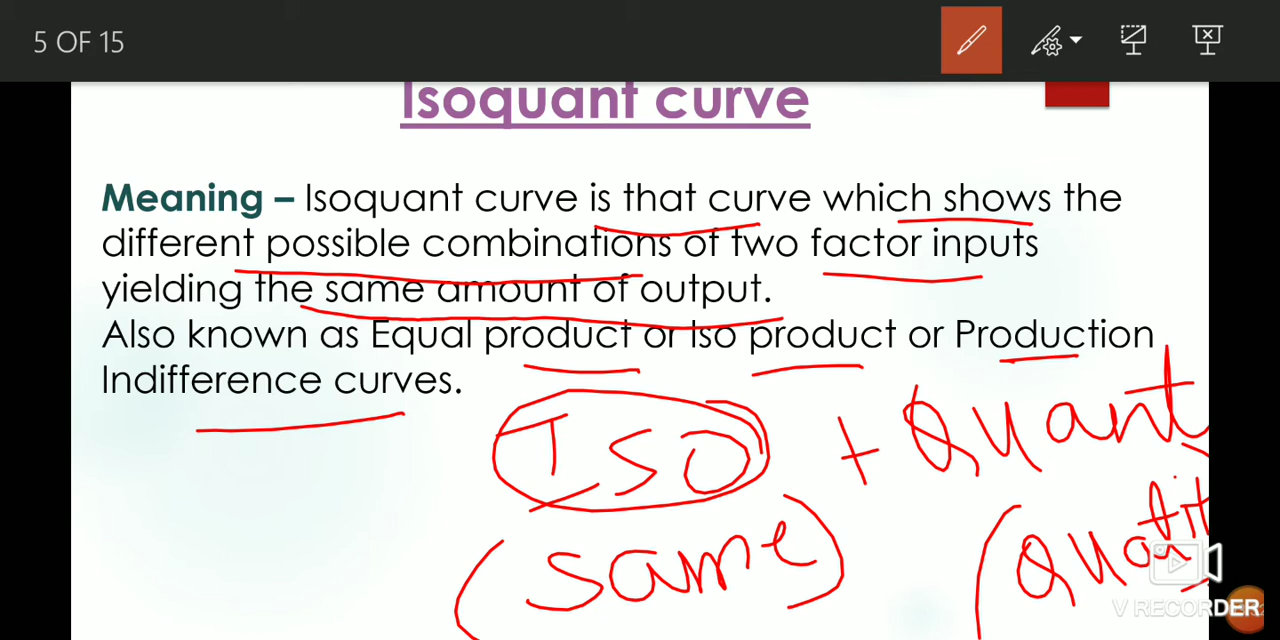 5 OF 15
Isoquant curve
Meaning – Isoquant curve is that curve which shows the
different possible combinations of two factor inputs
yielding the same amount of output.
Also known as Equal product or Iso product or Production
Indifference curves.
ISO + Quant
(same) (
V RECORDER